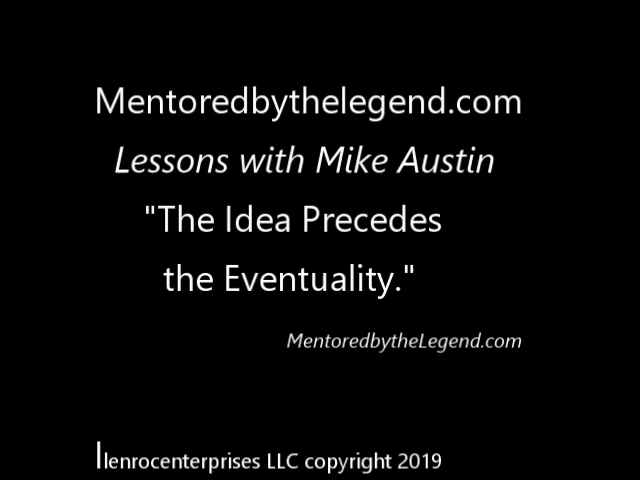 Mentoredbythelegend.com
Lessons with Mike Austin
"The Idea Precedes
the Eventuality."
MentoredbytheLegend.com
llenrocenterprises LLC copyright 2019